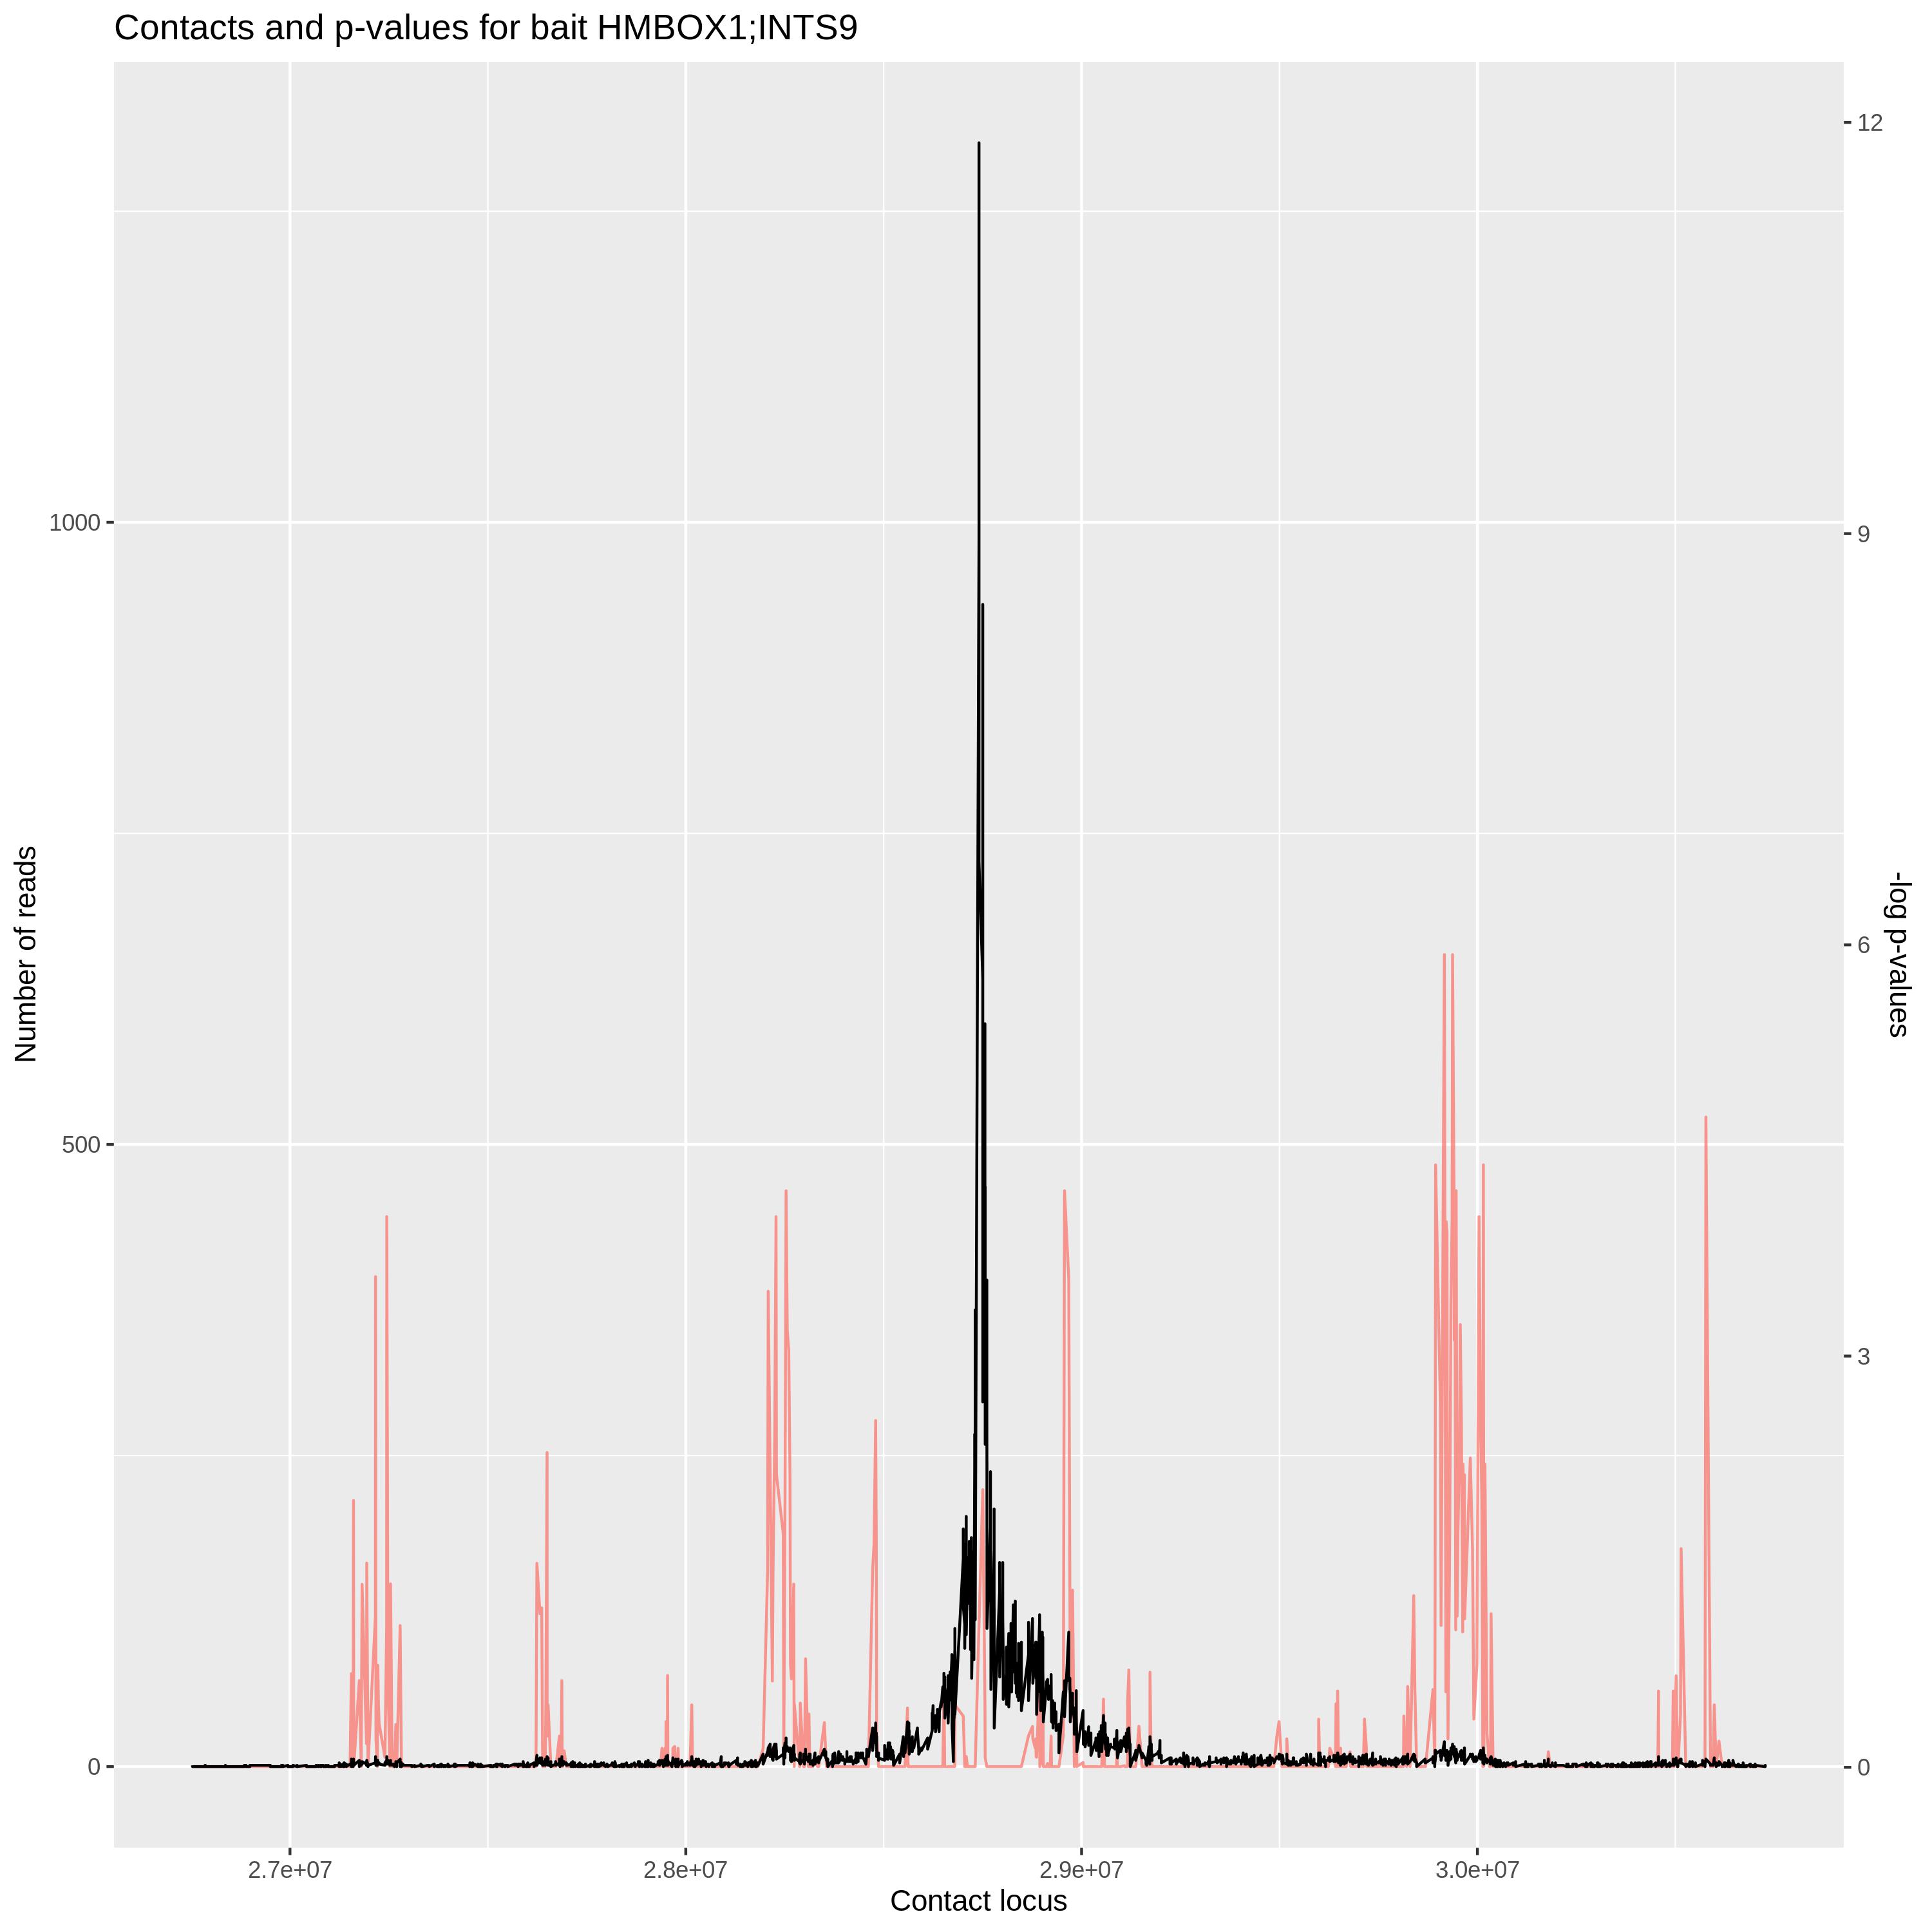 Contacts and p-values for bait HMBOX1;INTS9
12
1000
9
Number of reads
-log p-values
6
500
3
0
0
2.7e+07
2.8e+07
2.9e+07
3.0e+07
Contact locus